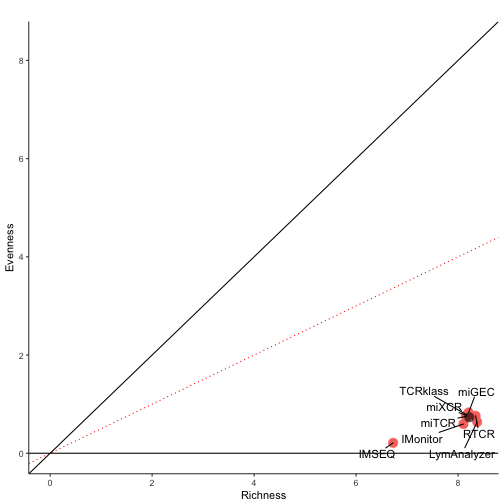 8
6
Evenness
4
2
TCRklass
miGEC
miXCR
miTCR
RTCR
IMonitor
IMSEQ
LymAnalyzer
0
0
2
4
6
8
Richness